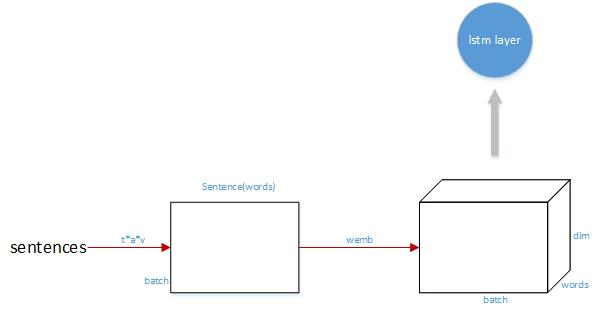 lstm layer
Sentence(words)
sentences
t*a*v
wemb
batch
dim
words
batch